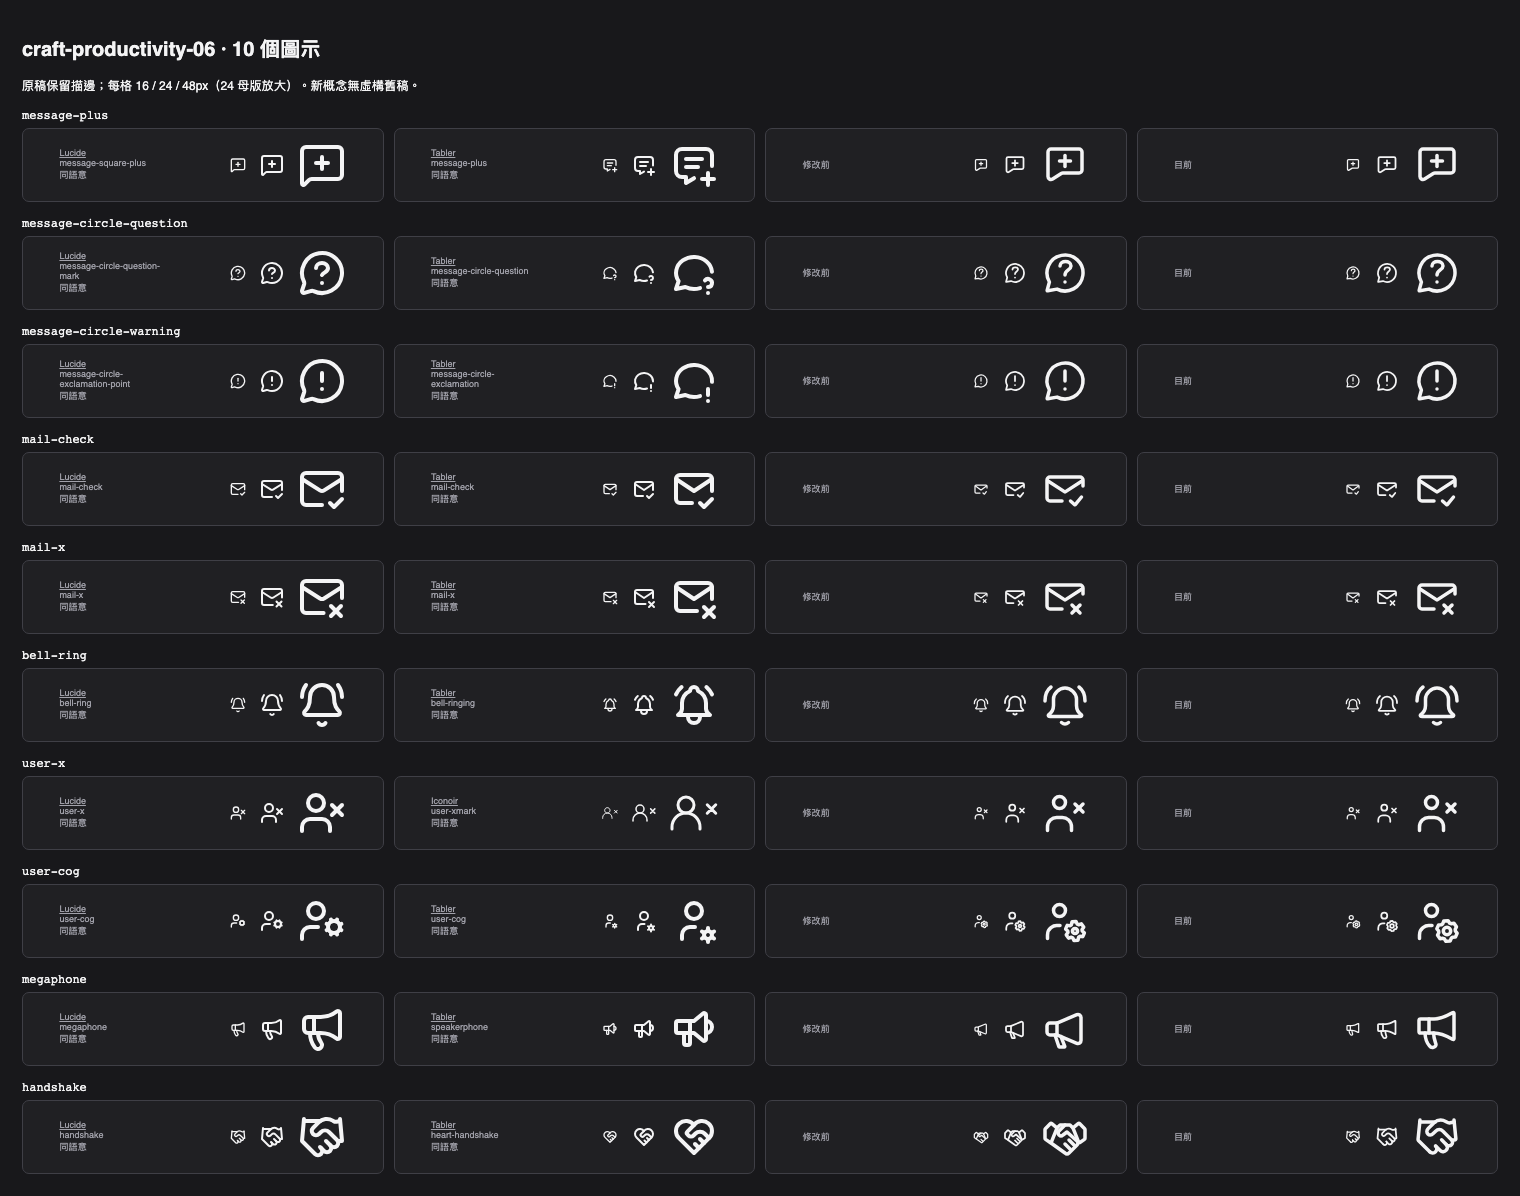 craft-productivity-06 · 10 個圖示
原稿保留描邊；每格 16 / 24 / 48px（24 母版放大）。新概念無虛構舊稿。
message-plus
Lucide
message-square-plus
同語意
Tabler
message-plus
同語意
修改前
目前
message-circle-question
Lucide
message-circle-question-
mark
同語意
Tabler
message-circle-question
同語意
修改前
目前
message-circle-warning
Lucide
message-circle-
exclamation-point
同語意
Tabler
message-circle-
exclamation
同語意
修改前
目前
mail-check
Lucide
mail-check
同語意
Tabler
mail-check
同語意
修改前
目前
mail-x
Lucide
mail-x
同語意
Tabler
mail-x
同語意
修改前
目前
bell-ring
Lucide
bell-ring
同語意
Tabler
bell-ringing
同語意
修改前
目前
user-x
Lucide
user-x
同語意
Iconoir
user-xmark
同語意
修改前
目前
user-cog
Lucide
user-cog
同語意
Tabler
user-cog
同語意
修改前
目前
megaphone
Lucide
megaphone
同語意
Tabler
speakerphone
同語意
修改前
目前
handshake
Lucide
handshake
同語意
Tabler
heart-handshake
同語意
修改前
目前